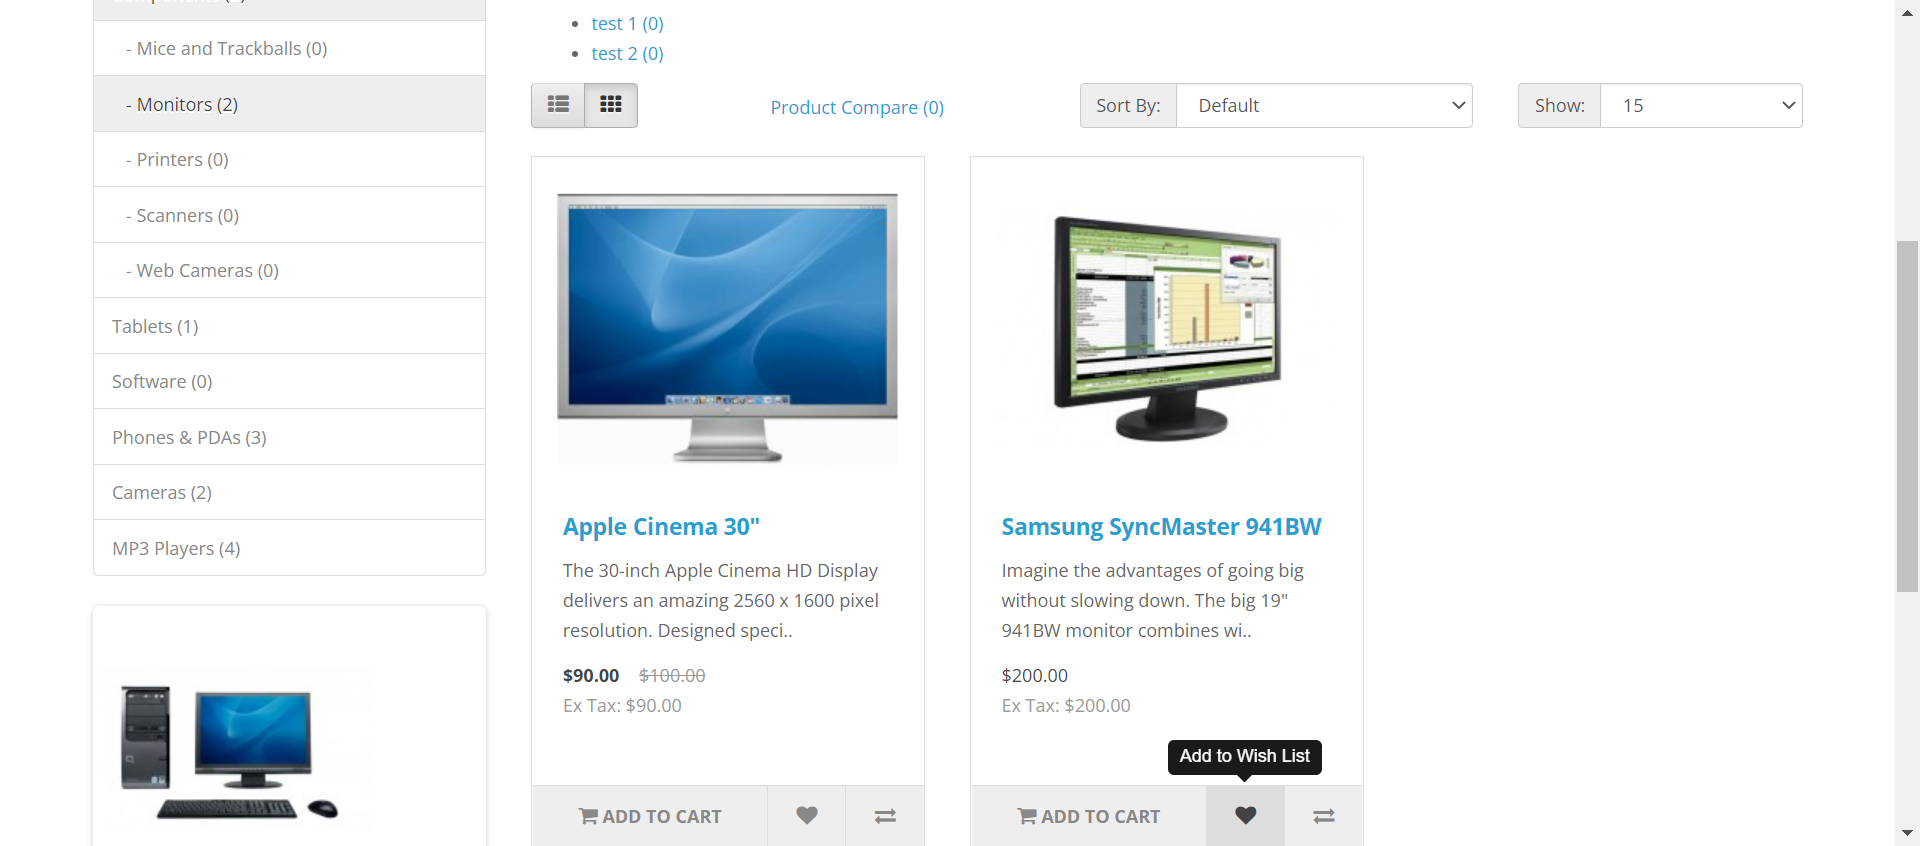 - Mice and Trackballs (0)
- Monitors (2)
- Printers (0)
- Scanners (0)
- Web Cameras (0)
Tablets (1)
Software (0)
Phones & PDAs (3)
Cameras (2)
MP3 Players (4)
test 1 (0)
test 2 (0)
Product Compare (0)
Sort By: Default
Show: 15
Apple Cinema 30"
The 30-inch Apple Cinema HD Display
delivers an amazing 2560 x 1600 pixel
resolution. Designed speci..
$90.00 $100.00
Ex Tax: $90.00
ADD TO CART
Samsung SyncMaster 941BW
Imagine the advantages of going big
without slowing down. The big 19"
941BW monitor combines wi..
$200.00
Ex Tax: $200.00
Add to Wish List
ADD TO CART